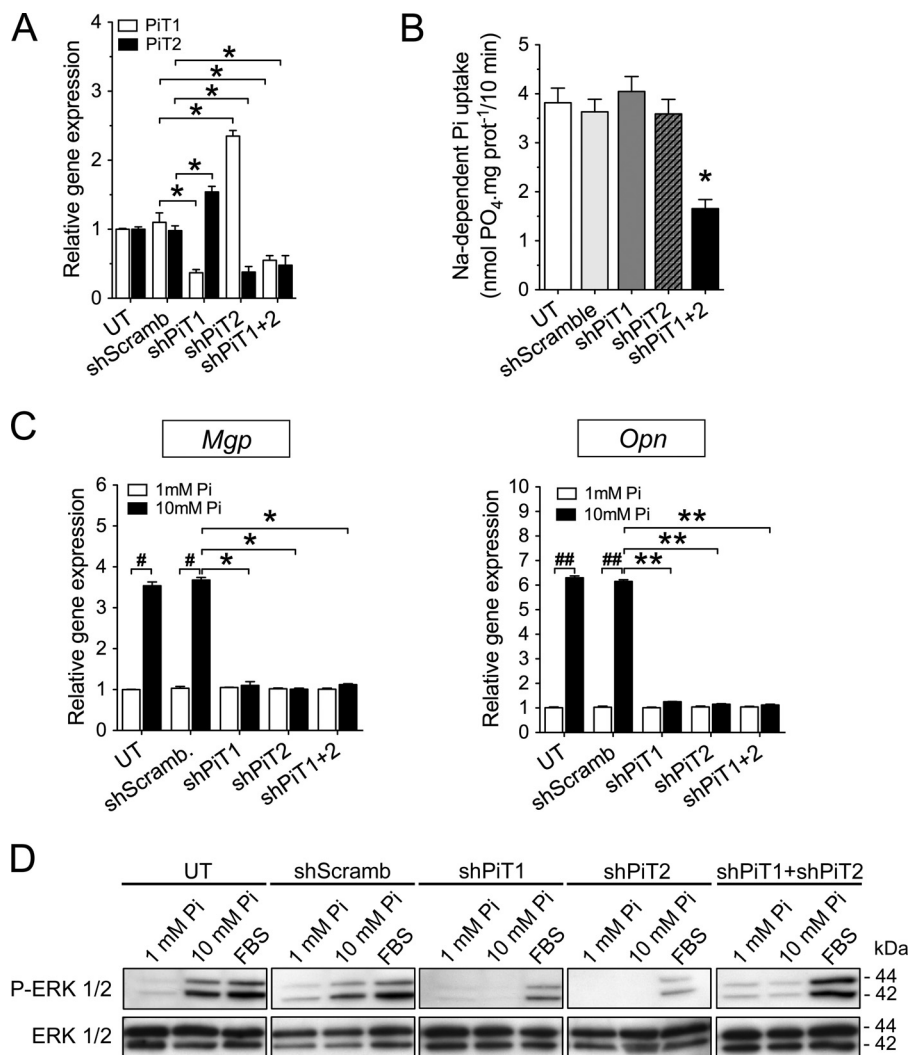 A
Relative gene expression
4
3
2
1
0
PiT1
PiT2
*
*
*
*
*
*
UT
shScramb
shPiT1
shPiT2
shPiT1+2
B
Na-dependent Pi uptake
(nmol PO4.mg prot-1/10 min)
5
4
3
2
1
0
*
UT
shScramble
shPiT1
shPiT2
shPiT1+2
C
Mgp
Relative gene expression
6
5
4
3
2
1
0
1mM Pi
10mM Pi
*
*
# # *
UT
shScramb.
shPiT1
shPiT2
shPiT1+2
Opn
Relative gene expression
10
9
8
7
6
5
4
3
2
1
0
1mM Pi
10mM Pi
**
**
## ## **
UT
shScramb
shPiT1
shPiT2
shPiT1+2
D
UT shScramb shPiT1 shPiT2 shPiT1+shPiT2
1 mM Pi 10 mM Pi FBS 1 mM Pi 10 mM Pi FBS 1 mM Pi 10 mM Pi FBS 1 mM Pi 10 mM Pi FBS 1 mM Pi 10 mM Pi FBS kDa
P-ERK 1/2 - 44
- 42
ERK 1/2 - 44
- 42